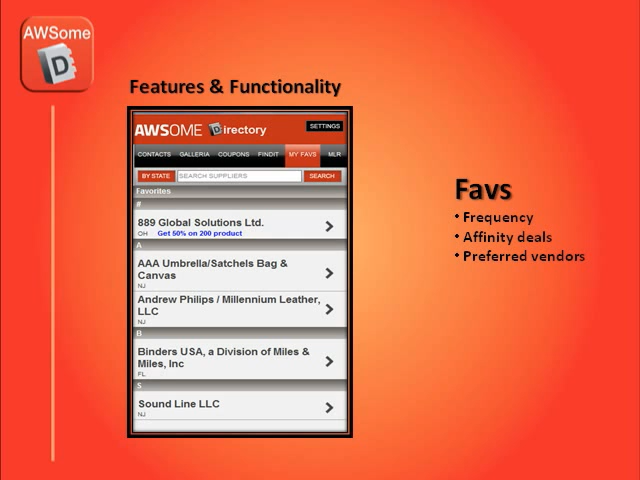 AWSome
D
Features & Functionality
AWSOME Directory
SETTINGS
CONTACTS GALLERIA COUPONS FINDIT MY FAVS MLR
BY STATE SEARCH SUPPLIERS SEARCH
Favorites
#
889 Global Solutions Ltd.
OH Get 50% on 200 product
A
AAA Umbrella/Satchels Bag &
Canvas
NJ
Andrew Philips / Millennium Leather,
LLC
NJ
B
Binders USA, a Division of Miles &
Miles, Inc
FL
S
Sound Line LLC
NJ
Favs
• Frequency
• Affinity deals
• Preferred vendors